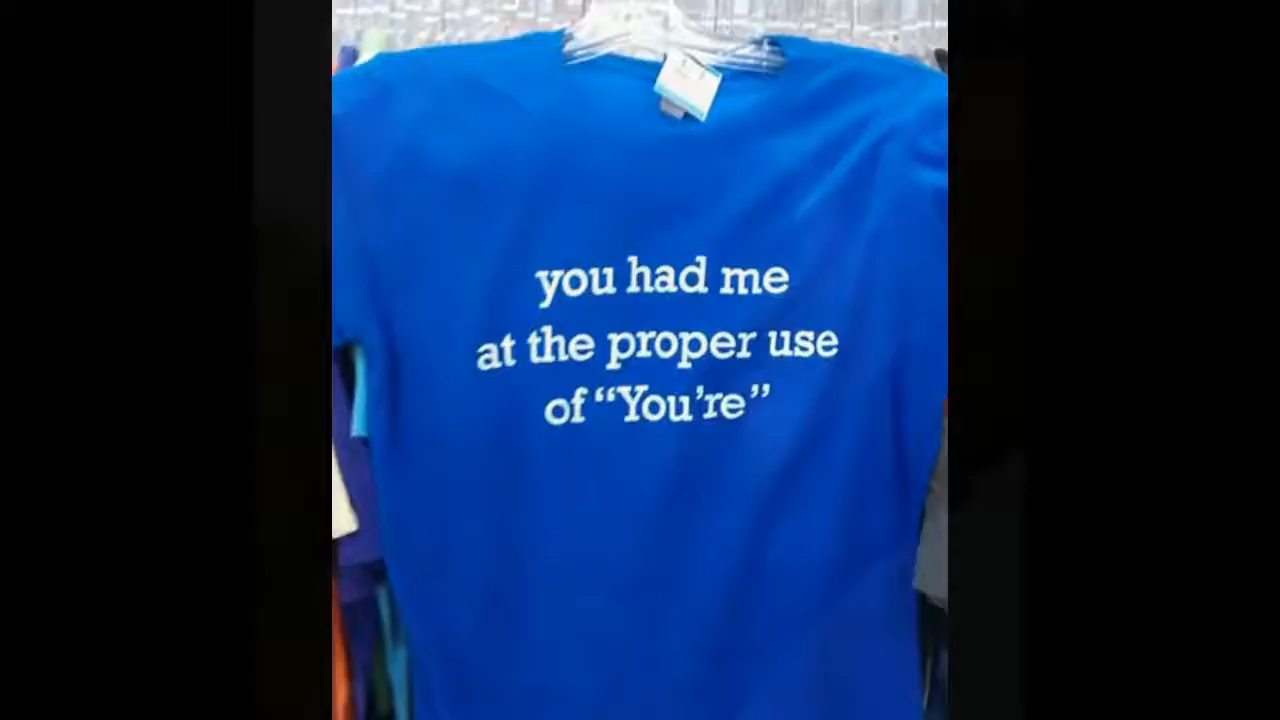 you had me
at the proper use
of “You’re”